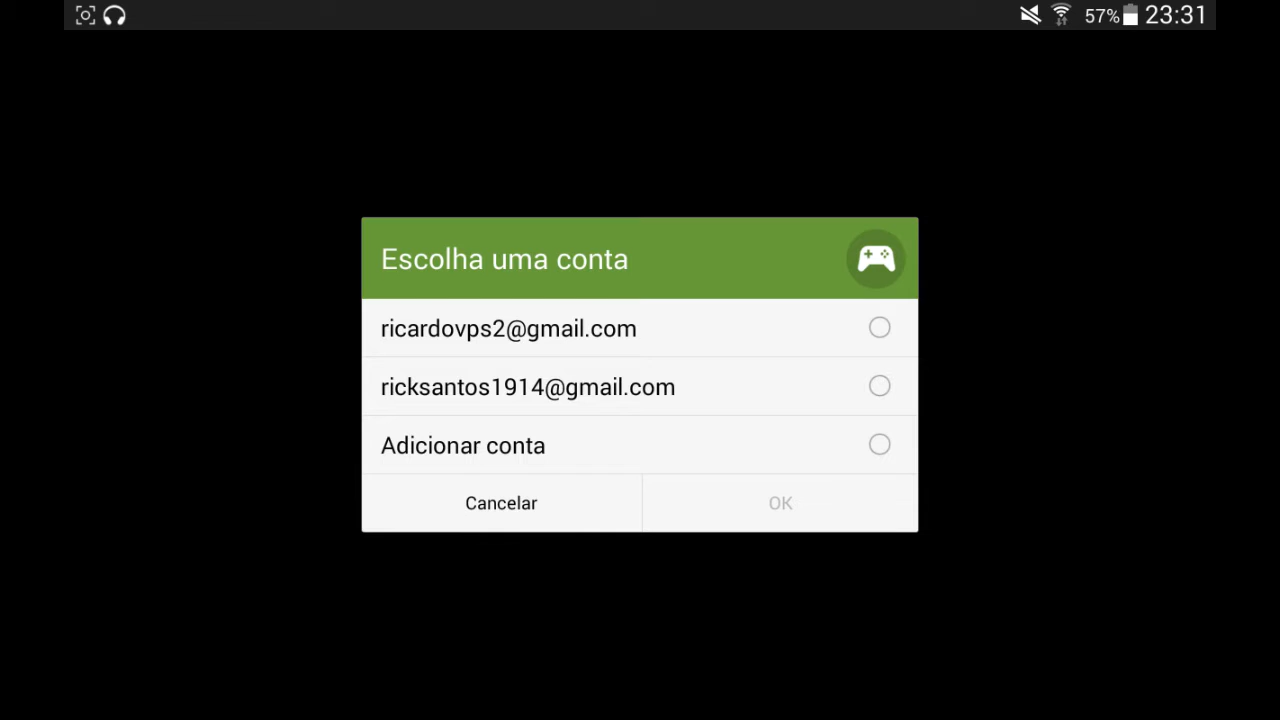 57% 23:31
Escolha uma conta
ricardovps2@gmail.com
ricksantos1914@gmail.com
Adicionar conta
Cancelar OK